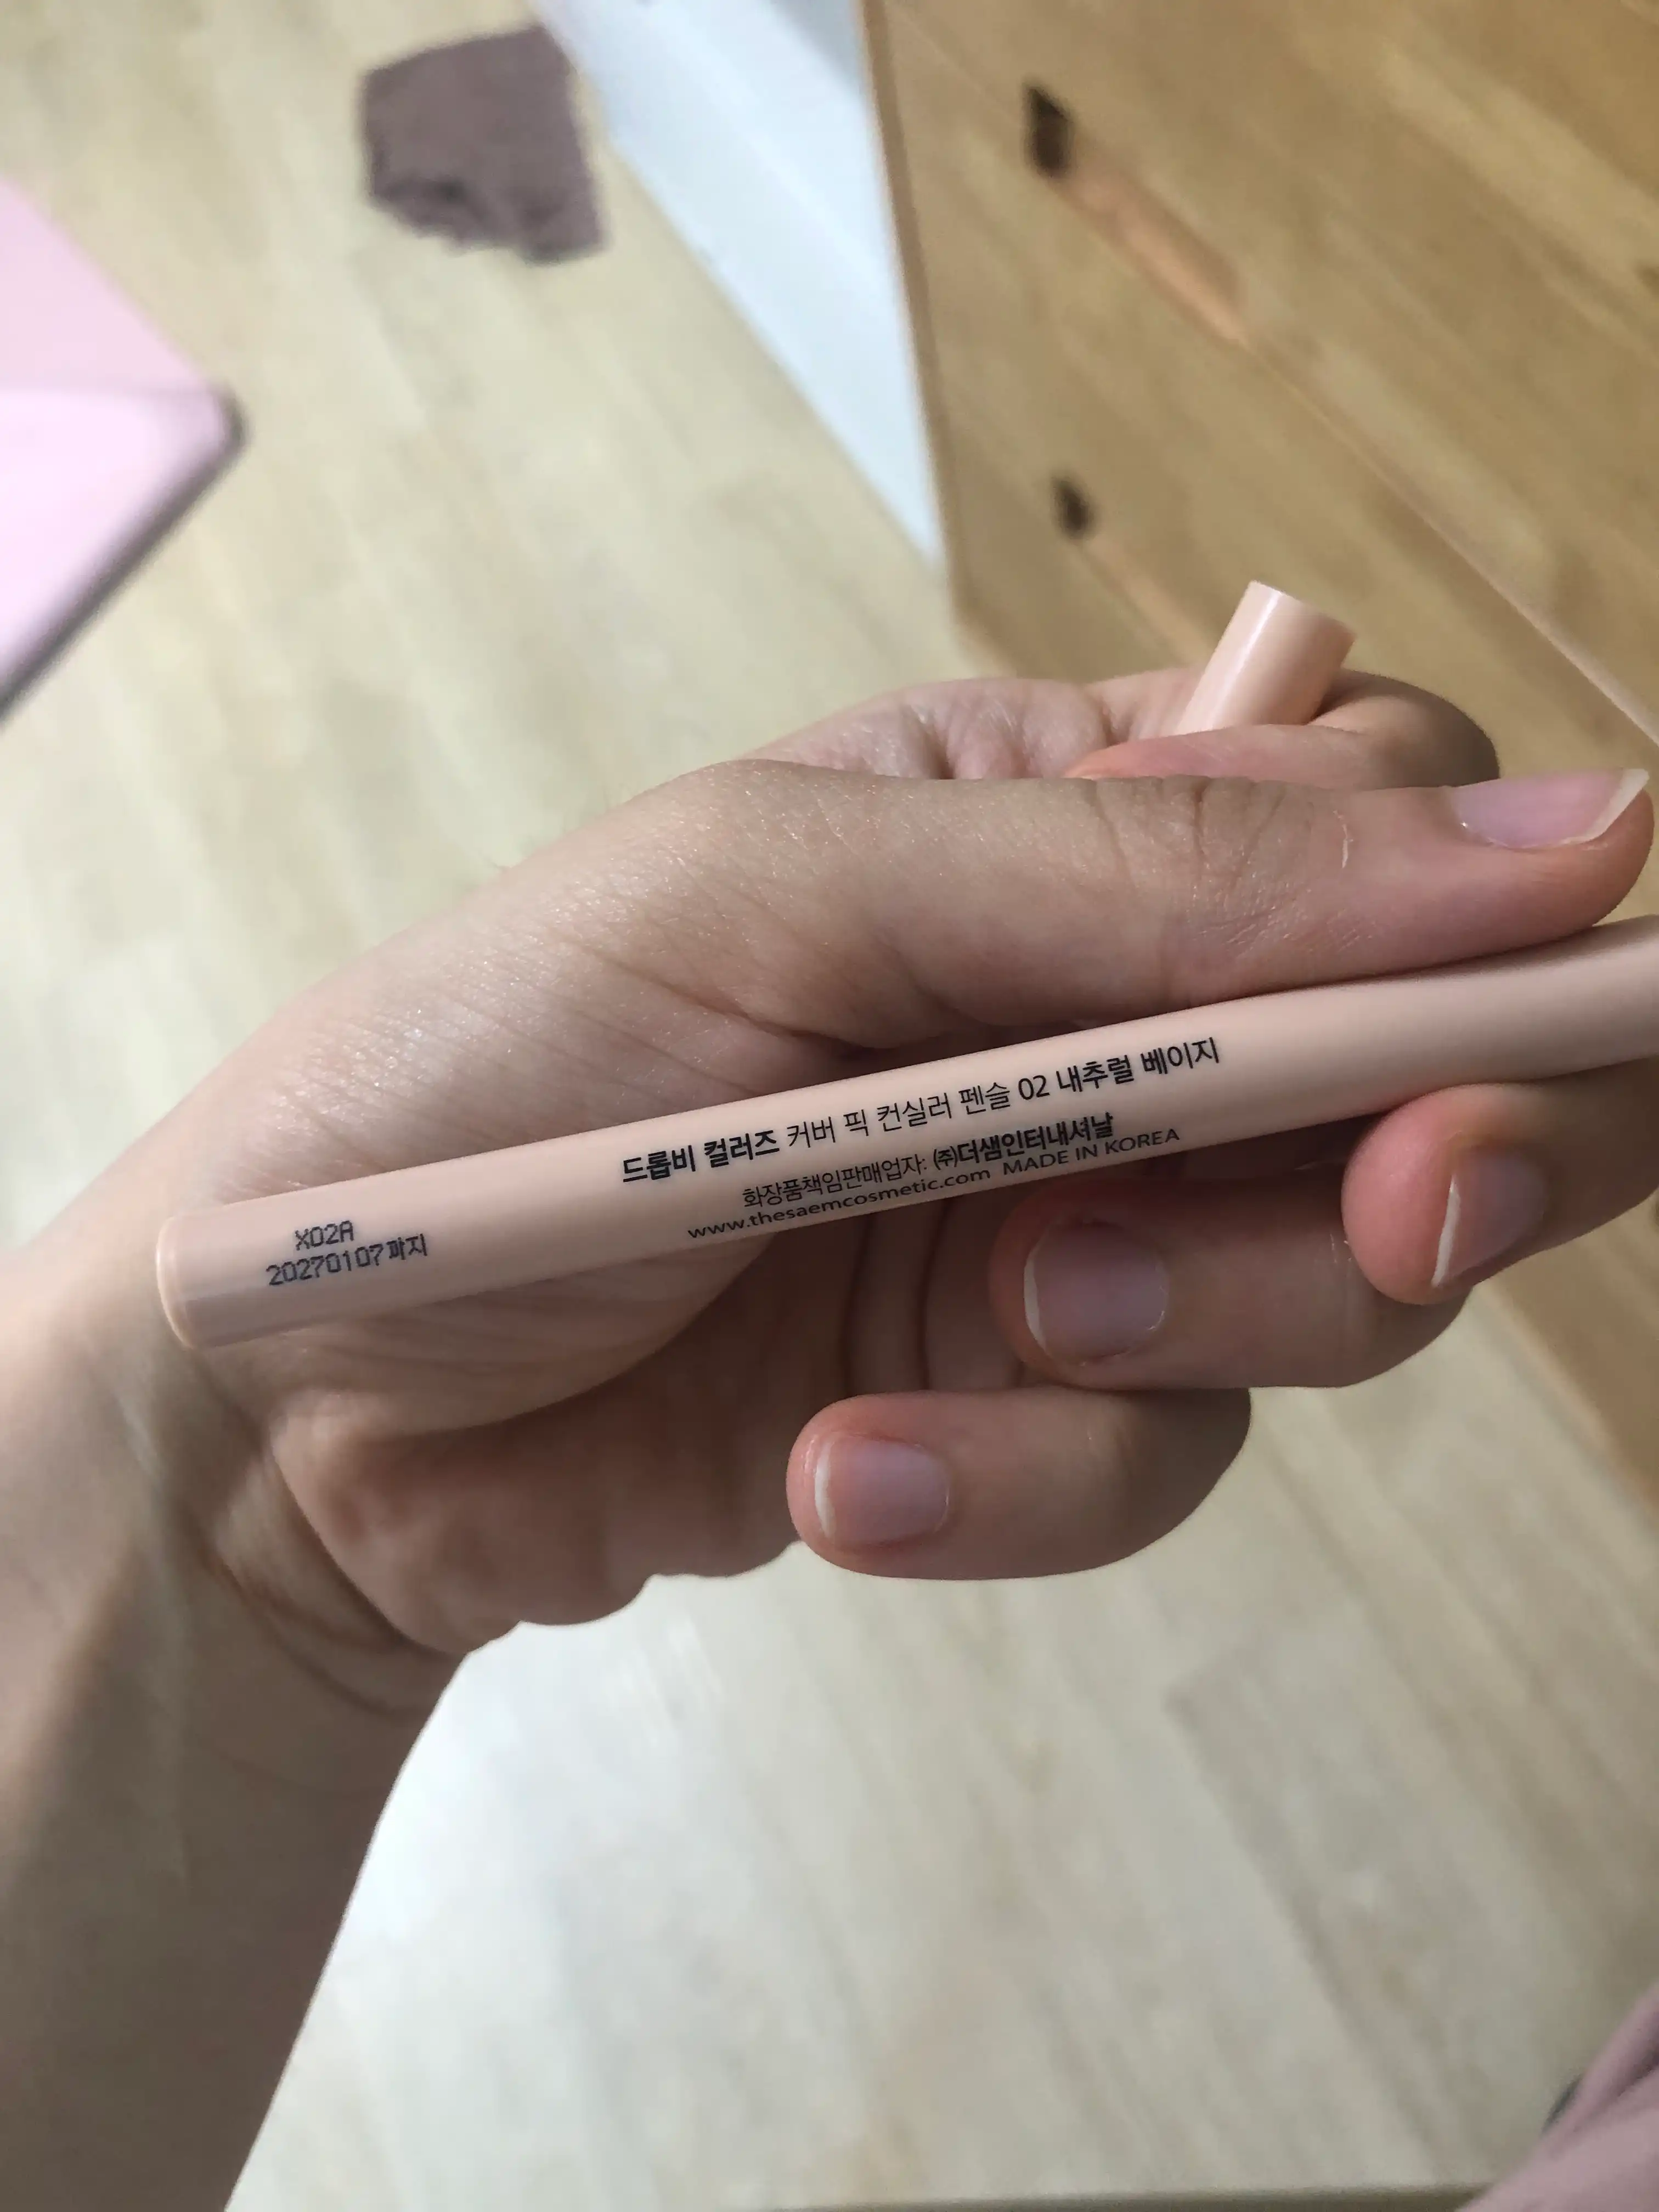 드롭비 컬러즈 커버 픽 컨실러 펜슬 02 내추럴 베이지
화장품책임판매업자: (주)더샘인터내셔날
www.thesaemcosmetic.com MADE IN KOREA
X02A
20270107까지